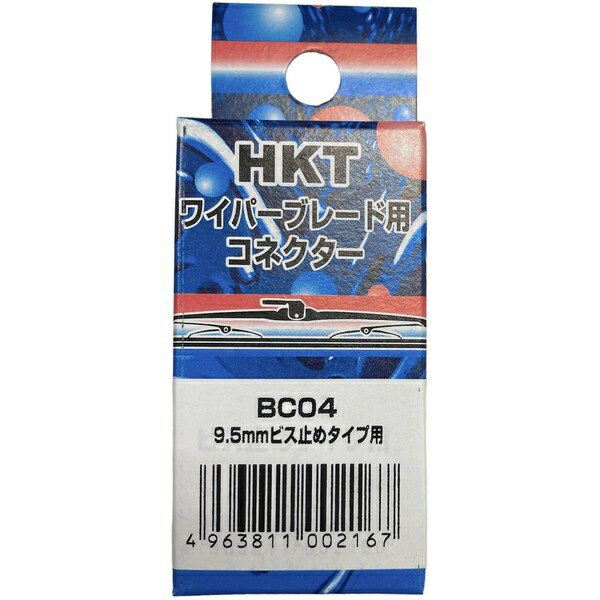 HKT
ワイパーブレード用
コネクター
BC04
9.5mmビス止めタイプ用
4 963811 002167